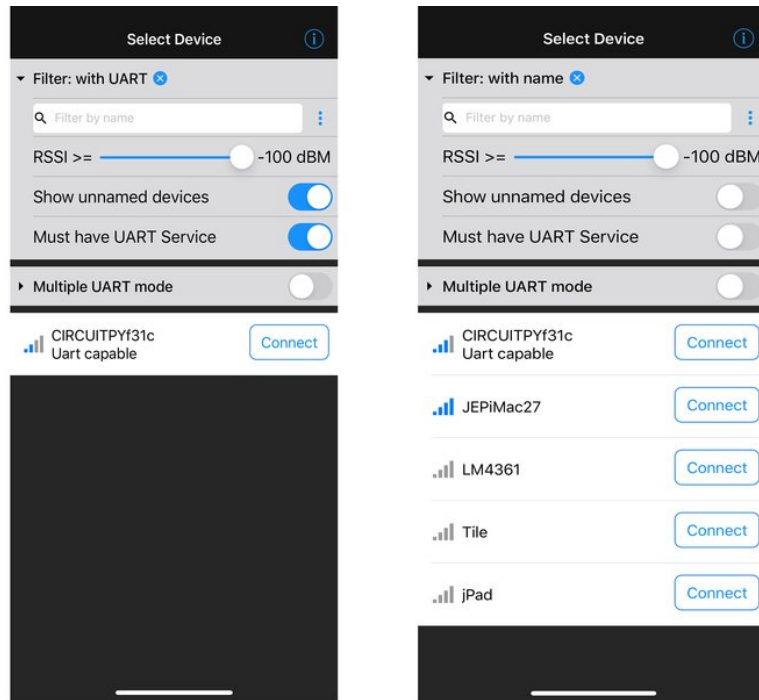 Select Device
Filter: with UART
Filter by name
RSSI >= -100 dBM
Show unnamed devices
Must have UART Service
Multiple UART mode
CIRCUITPYf31c
Uart capable
Connect
Select Device
Filter: with name
Filter by name
RSSI >= -100 dBM
Show unnamed devices
Must have UART Service
Multiple UART mode
CIRCUITPYf31c
Uart capable
Connect
JEPiMac27
Connect
LM4361
Connect
Tile
Connect
jPad
Connect